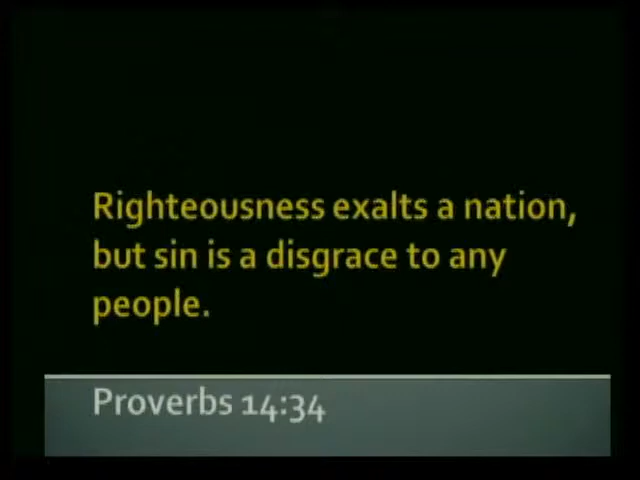 Righteousness exalts a nation,
but sin is a disgrace to any
people.
Proverbs 14:34